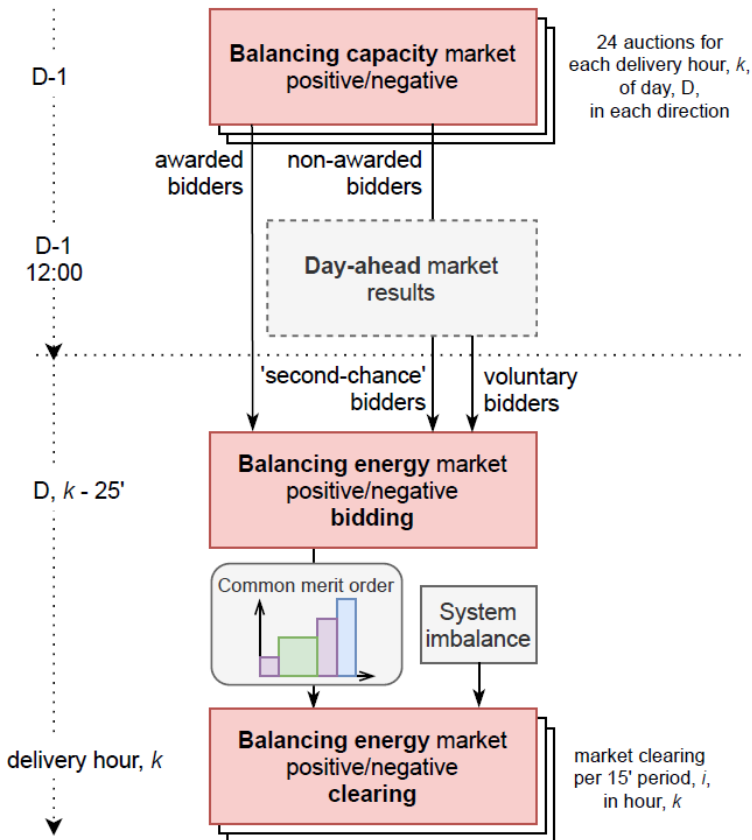 D-1
Balancing capacity market
positive/negative
24 auctions for
each delivery hour, k,
of day, D,
in each direction
awarded
bidders
non-awarded
bidders
D-1
12:00
Day-ahead market
results
'second-chance'
bidders
voluntary
bidders
D, k - 25'
Balancing energy market
positive/negative
bidding
Common merit order
System
imbalance
delivery hour, k
Balancing energy market
positive/negative
clearing
market clearing
per 15' period, i,
in hour, k